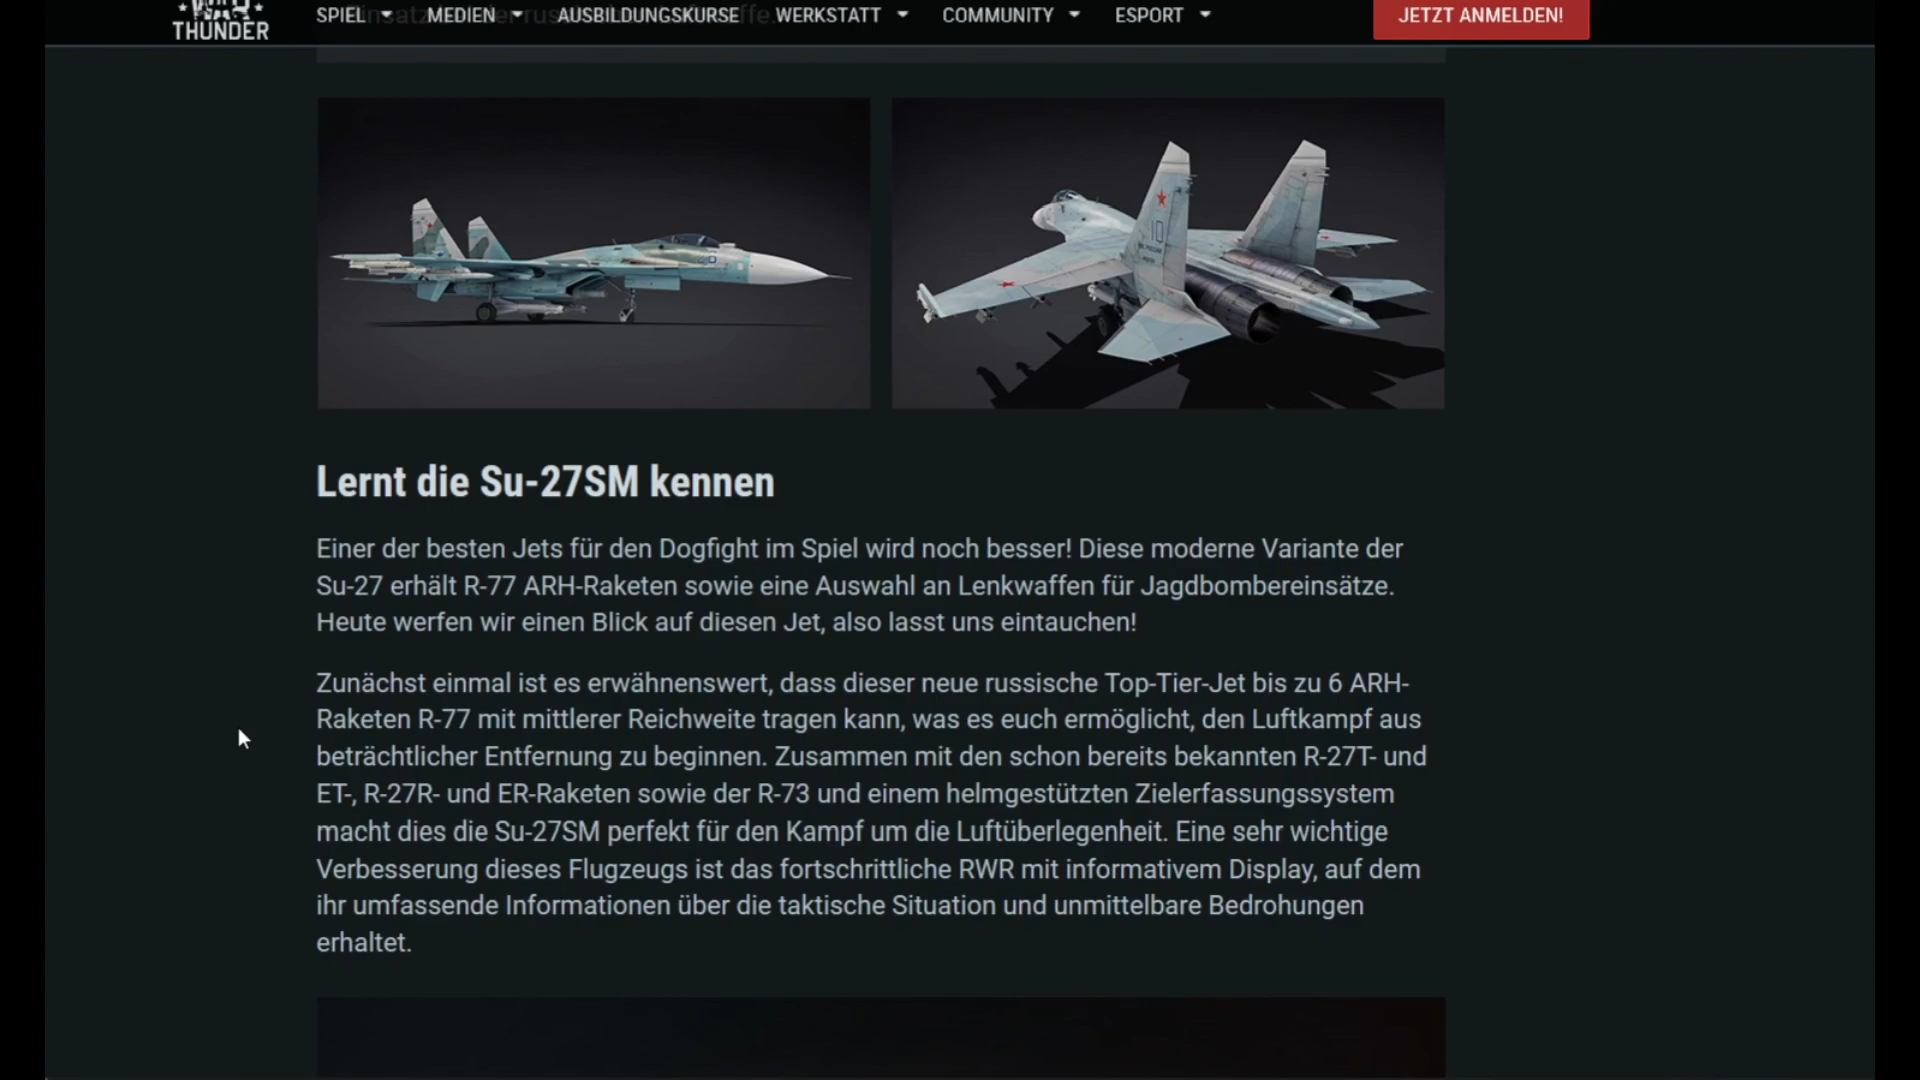 WAR
THUNDER
SPIEL
MEDIEN
AUSBILDUNGSKURSE
WERKSTATT
COMMUNITY
ESPORT
JETZT ANMELDEN!
10
Lernt die Su-27SM kennen
Einer der besten Jets für den Dogfight im Spiel wird noch besser! Diese moderne Variante der
Su-27 erhält R-77 ARH-Raketen sowie eine Auswahl an Lenkwaffen für Jagdbombereinsätze.
Heute werfen wir einen Blick auf diesen Jet, also lasst uns eintauchen!
Zunächst einmal ist es erwähnenswert, dass dieser neue russische Top-Tier-Jet bis zu 6 ARH-
Raketen R-77 mit mittlerer Reichweite tragen kann, was es euch ermöglicht, den Luftkampf aus
beträchtlicher Entfernung zu beginnen. Zusammen mit den schon bereits bekannten R-27T- und
ET-, R-27R- und ER-Raketen sowie der R-73 und einem helmgestützten Zielerfassungssystem
macht dies die Su-27SM perfekt für den Kampf um die Luftüberlegenheit. Eine sehr wichtige
Verbesserung dieses Flugzeugs ist das fortschrittliche RWR mit informativem Display, auf dem
ihr umfassende Informationen über die taktische Situation und unmittelbare Bedrohungen
erhaltet.